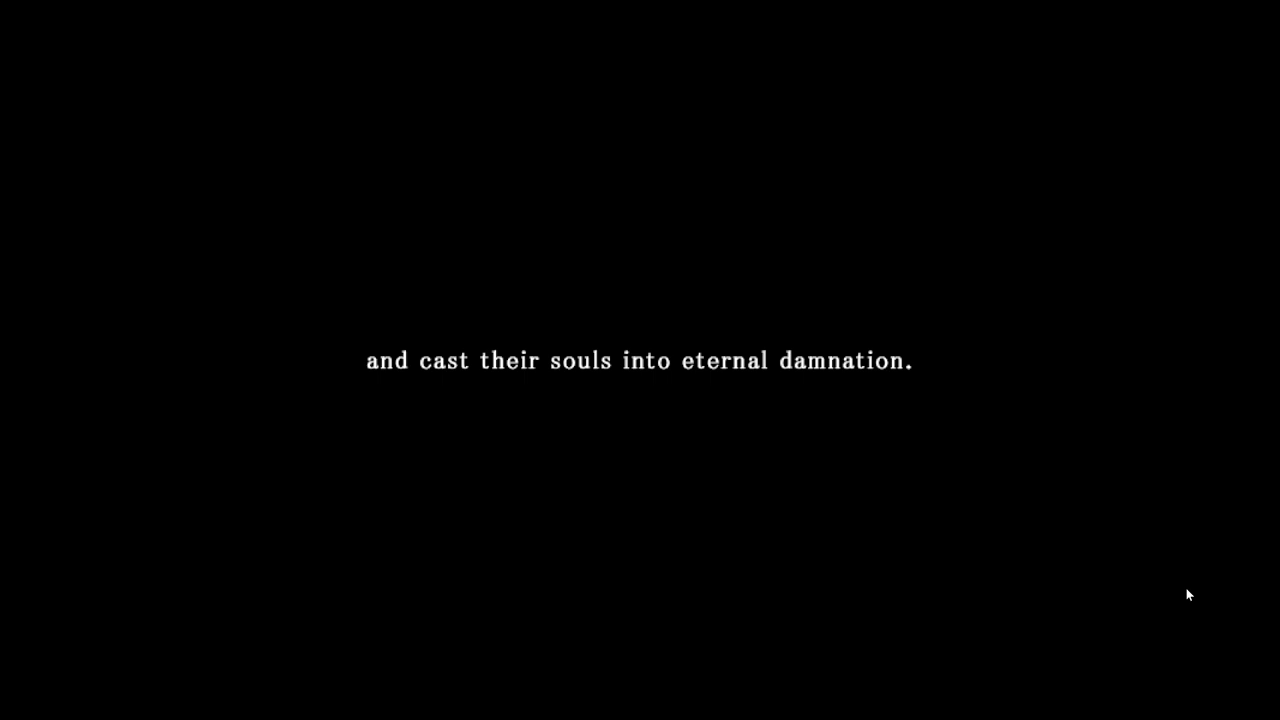 and cast their souls into eternal damnation.